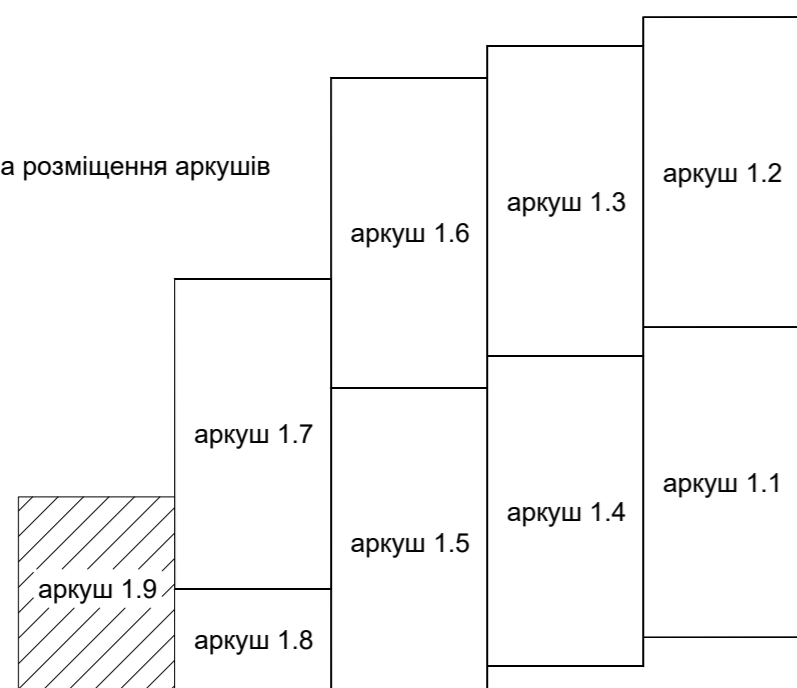 а розміщення аркушів
аркуш 1.2
аркуш 1.3
аркуш 1.6
аркуш 1.7
аркуш 1.1
аркуш 1.4
аркуш 1.5
аркуш 1.9
аркуш 1.8